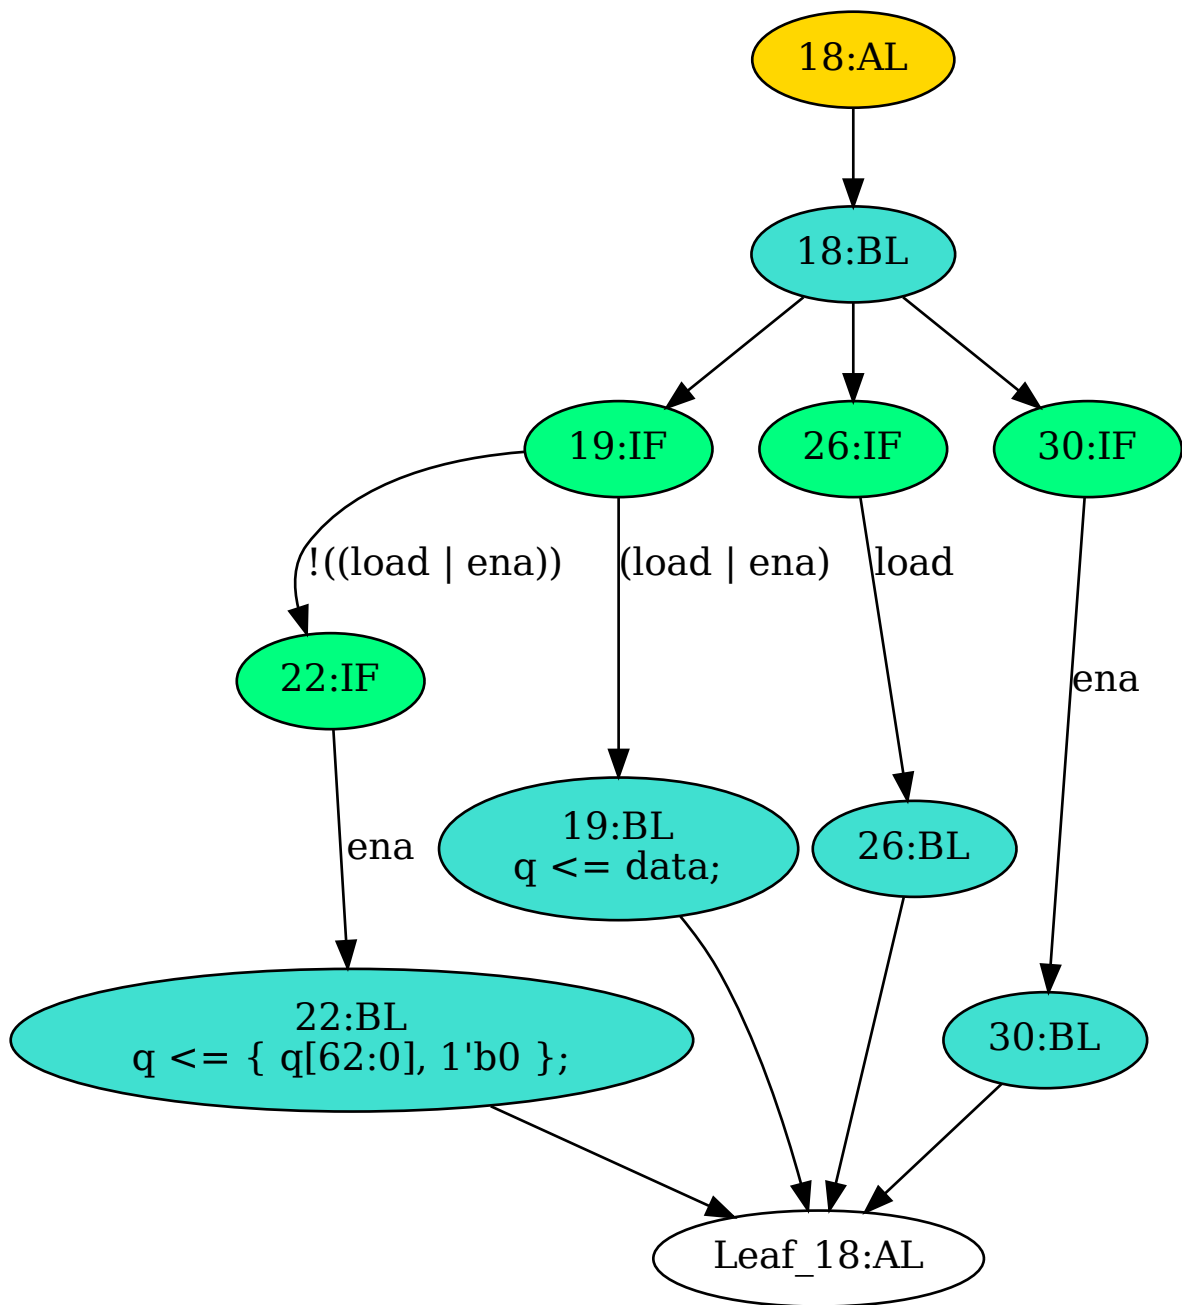 18:AL
18:BL
19:IF
26:IF
30:IF
!((load | ena))
(load | ena)
load
22:IF
ena
ena
19:BL
q <= data;
26:BL
22:BL
q <= { q[62:0], 1'b0 };
30:BL
Leaf_18:AL